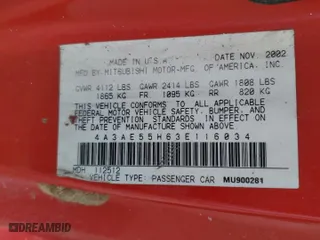 MADE IN U.S.A. DATE NOV. 2002
MFD BY-MITSUBISHI MOTOR-MFG. OF AMERICA, INC.
GVWR 4112 LBS GAWR 2414 LBS GAWR 1808 LBS
1865 KG FR 1095 KG RR 820 KG
THIS VEHICLE CONFORMS TO ALL APPLICABLE
FEDERAL MOTOR VEHICLE SAFETY, BUMPER, AND
THEFT PREVENTION STANDARDS IN EFFECT ON THE
DATE OF MANUFACTURE SHOWN ABOVE.
4A3AE55H63E116034
MDH 112512
VEHICLE TYPE: PASSENGER CAR MU900281